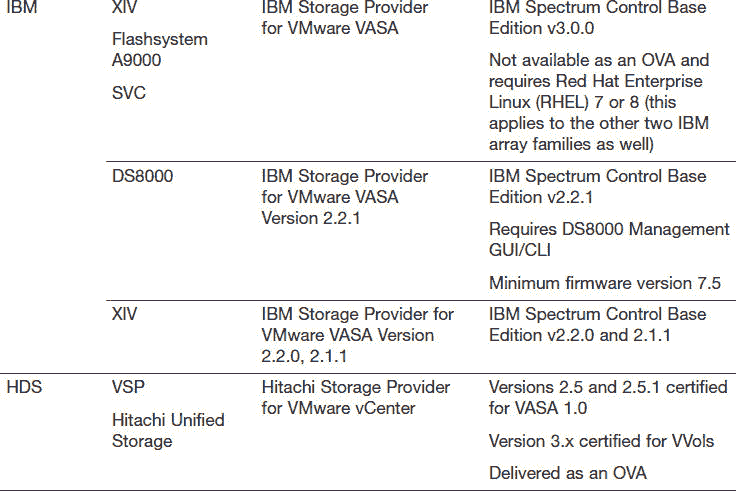 IBM
XIV
Flashsystem
A9000
SVC
IBM Storage Provider
for VMware VASA
IBM Spectrum Control Base
Edition v3.0.0
Not available as an OVA and
requires Red Hat Enterprise
Linux (RHEL) 7 or 8 (this
applies to the other two IBM
array families as well)
DS8000
IBM Storage Provider
for VMware VASA
Version 2.2.1
IBM Spectrum Control Base
Edition v2.2.1
Requires DS8000 Management
GUI/CLI
Minimum firmware version 7.5
XIV
IBM Storage Provider for
VMware VASA Version
2.2.0, 2.1.1
IBM Spectrum Control Base
Edition v2.2.0 and 2.1.1
HDS
VSP
Hitachi Unified
Storage
Hitachi Storage Provider
for VMware vCenter
Versions 2.5 and 2.5.1 certified
for VASA 1.0
Version 3.x certified for VVols
Delivered as an OVA